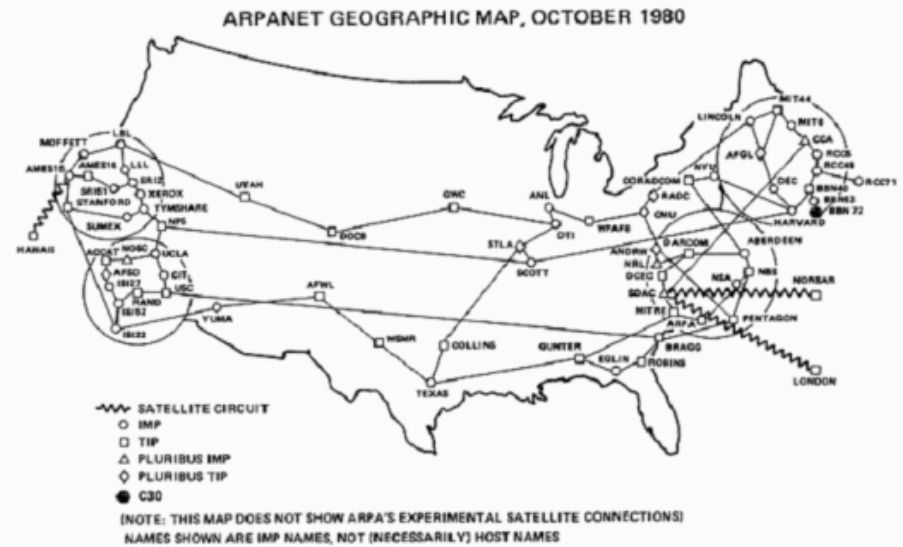 ARPANET GEOGRAPHIC MAP, OCTOBER 1980
MIT44
LINCOLN
MIT6
MOFFETT
LBL
CCA
AFGL
RCC5
AMES15
AMES16
LLL
RCC49
SRI2
NYU
RCC71
SRI51
UTAH
CORADCOM
DEC
BBN40
XEROX
GWC
ANL
RADC
STANFORD
BBN63
TYMSHARE
CMU
HARVARD
BBN 72
SUMEX
NPS
WPAFB
HAWAII
DOCB
DTI
STLA
DARCOM
ABERDEEN
ACCAT
NOSC
UCLA
ANDRW
SCOTT
NRL
AFSD
CIT
DCEC
NSA
NBS
NORSAR
ISI27
AFWL
SDAC
RAND
USC
ISI52
MITRE
YUMA
ARPA
PENTAGON
ISI22
WSMR
COLLINS
GUNTER
BRAGG
EGLIN
ROBINS
LONDON
TEXAS
SATELLITE CIRCUIT
IMP
TIP
PLURIBUS IMP
PLURIBUS TIP
C30
(NOTE: THIS MAP DOES NOT SHOW ARPA'S EXPERIMENTAL SATELLITE CONNECTIONS)
NAMES SHOWN ARE IMP NAMES, NOT (NECESSARILY) HOST NAMES